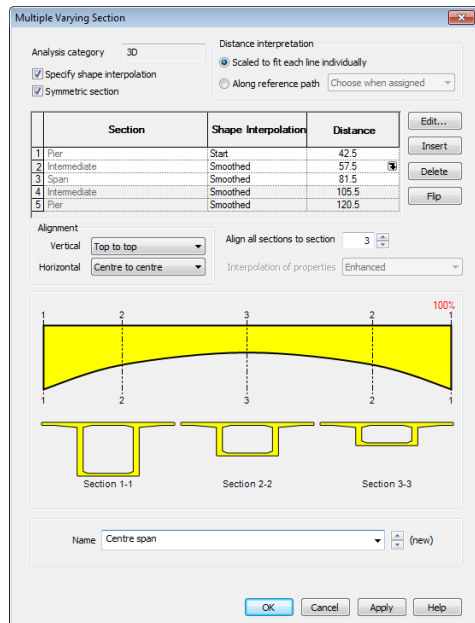 Multiple Varying Section
Analysis category 3D
Specify shape interpolation
Symmetric section
Distance interpretation
Scaled to fit each line individually
Along reference path Choose when assigned
Section Shape Interpolation Distance
1 Pier Start 42.5
2 Intermediate Smoothed 57.5
3 Span Smoothed 81.5
4 Intermediate Smoothed 105.5
5 Pier Smoothed 120.5
Edit...
Insert
Delete
Flip
Alignment
Vertical Top to top
Horizontal Centre to centre
Align all sections to section 3
Interpolation of properties Enhanced
100%
1 2 3 2 1
1 2 3 2 1
Section 1-1 Section 2-2 Section 3-3
Name Centre span (new)
OK Cancel Apply Help